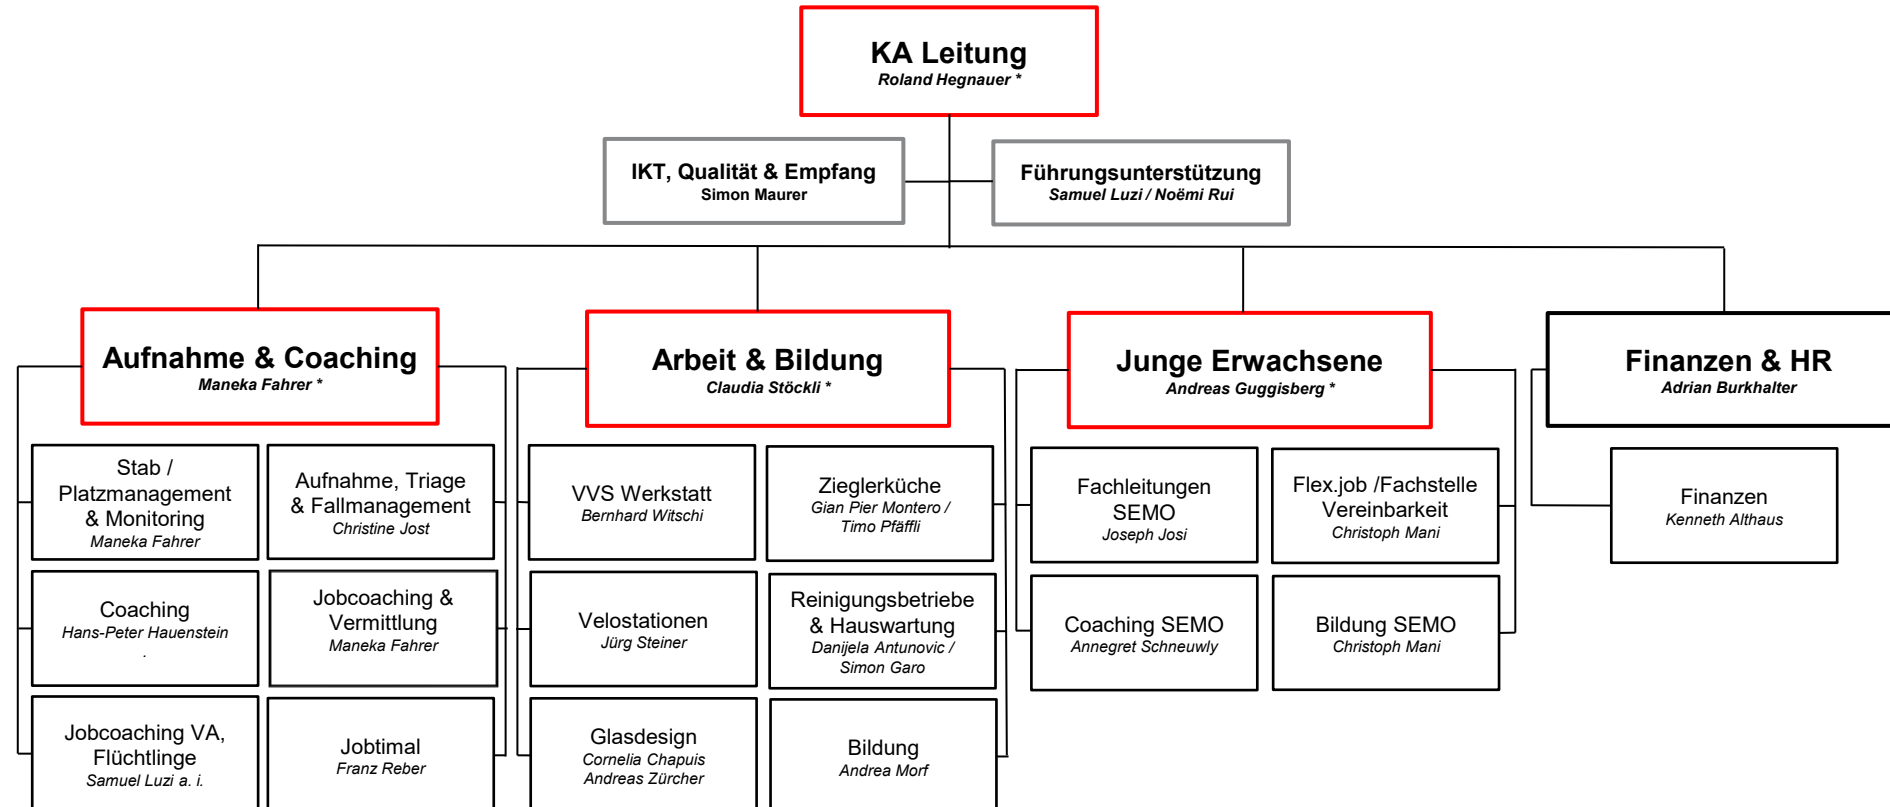 KA Leitung
Roland Hegnauer *
IKT, Qualität & Empfang
Simon Maurer
Führungsunterstützung
Samuel Luzi / Noëmi Rui
Aufnahme & Coaching
Maneka Fahrer *
Arbeit & Bildung
Claudia Stöckli *
Junge Erwachsene
Andreas Guggisberg *
Finanzen & HR
Adrian Burkhalter
Stab /
Platzmanagement
& Monitoring
Maneka Fahrer
Aufnahme, Triage
& Fallmanagement
Christine Jost
VVS Werkstatt
Bernhard Witschi
Zieglerküche
Gian Pier Montero /
Timo Pfäffli
Fachleitungen
SEMO
Joseph Josi
Flex.job /Fachstelle
Vereinbarkeit
Christoph Mani
Finanzen
Kenneth Althaus
Coaching
Hans-Peter Hauenstein
.
Jobcoaching &
Vermittlung
Maneka Fahrer
Velostationen
Jürg Steiner
Reinigungsbetriebe
& Hauswartung
Danijela Antunovic /
Simon Garo
Coaching SEMO
Annegret Schneuwly
Bildung SEMO
Christoph Mani
Jobcoaching VA,
Flüchtlinge
Samuel Luzi a. i.
Jobtimal
Franz Reber
Glasdesign
Cornelia Chapuis
Andreas Zürcher
Bildung
Andrea Morf